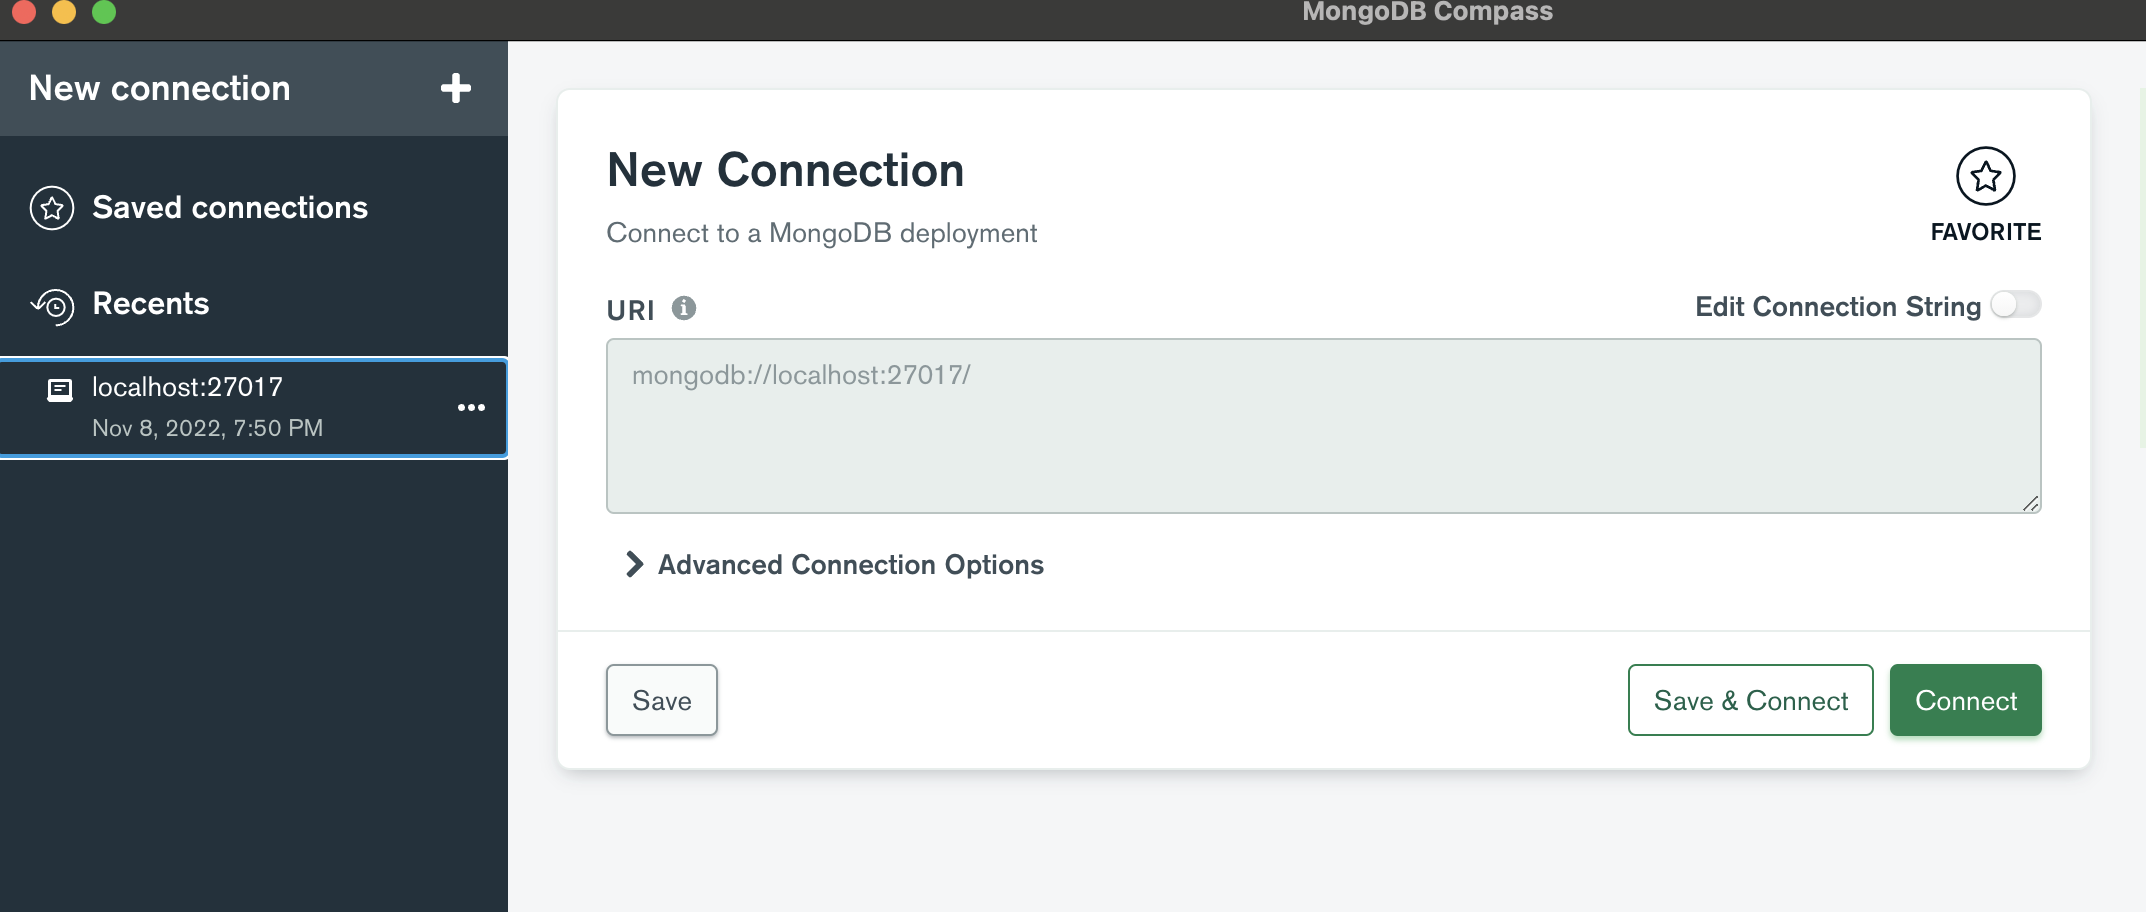 MongoDB Compass
New connection
Saved connections
Recents
localhost:27017
Nov 8, 2022, 7:50 PM
New Connection
Connect to a MongoDB deployment
FAVORITE
URI
Edit Connection String
mongodb://localhost:27017/
Advanced Connection Options
Save
Save & Connect
Connect